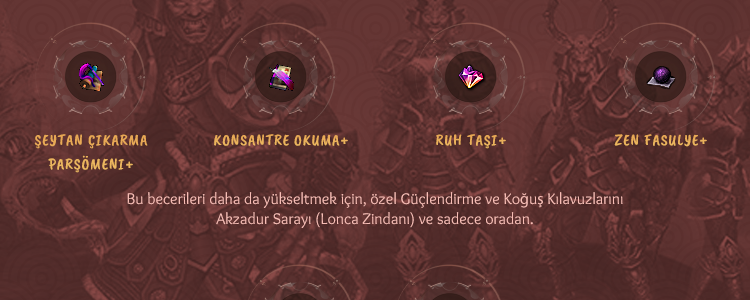 ŞEYTAN ÇIKARMA
PARŞÖMENI+
KONSANTRE OKUMA+
RUH TAŞI+
ZEN FASULYE+
Bu becerileri daha da yükseltmek için, özel Güçlendirme ve Koğuş Kılavuzlarını
Akzadur Sarayı (Lonca Zindanı) ve sadece oradan.